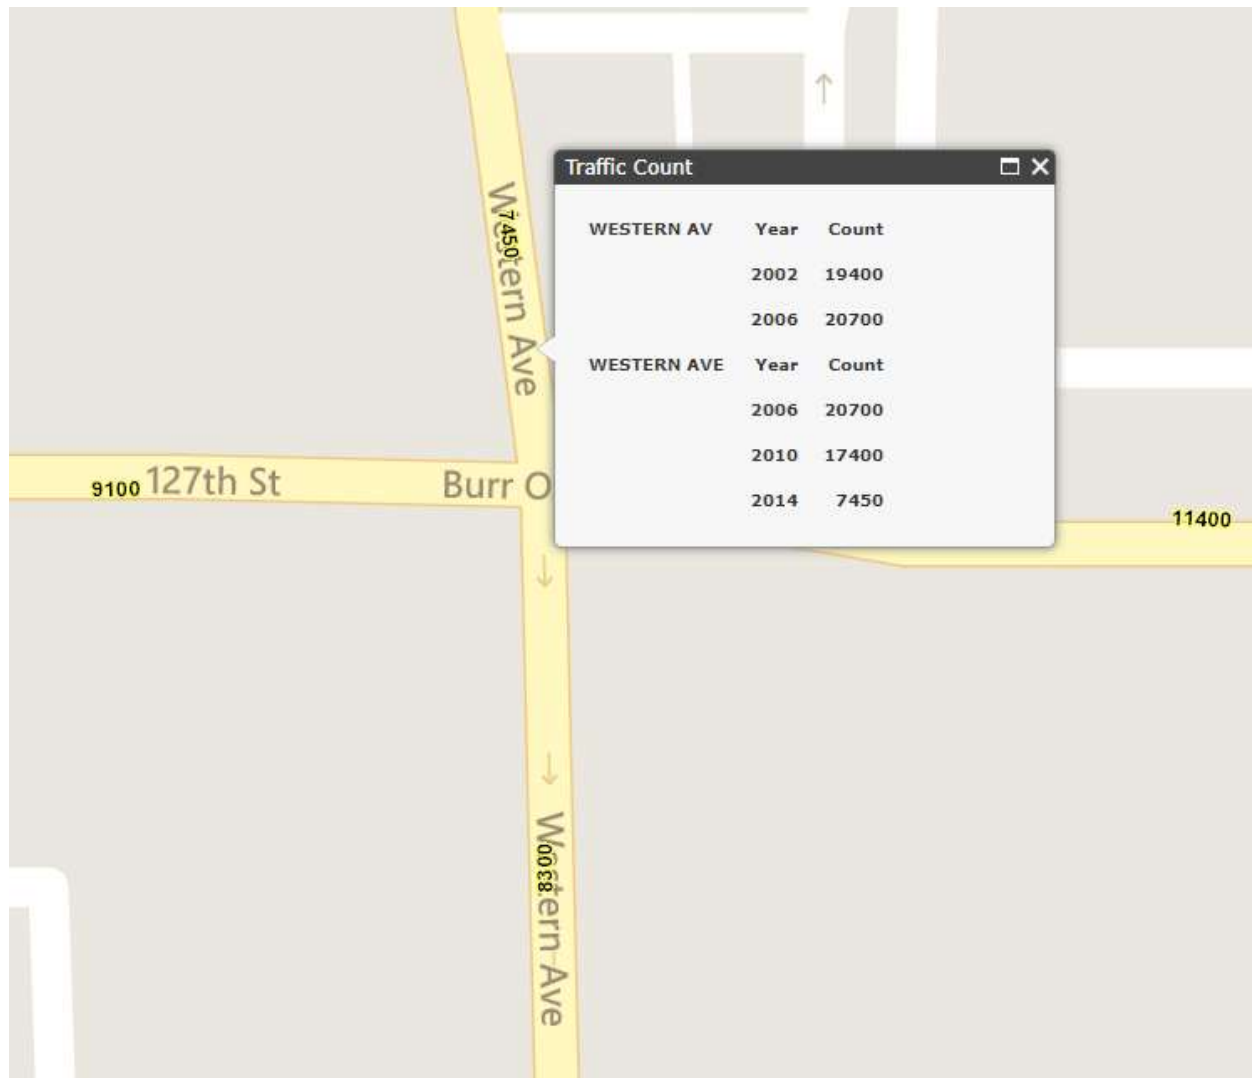 Traffic Count
WESTERN AV Year Count
2002 19400
2006 20700
WESTERN AVE Year Count
2006 20700
2010 17400
2014 7450
Western Ave
7450
9100
127th St
Burr O
11400
Western Ave
8300